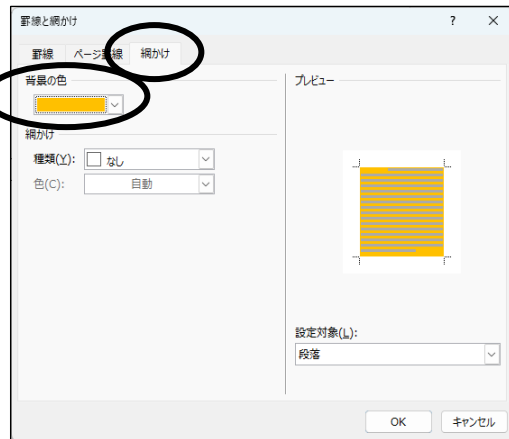 罫線と網かけ ? ×
罫線 ページ罫線 網かけ
背景の色
網かけ
種類(Y): なし
色(C): 自動
プレビュー
設定対象(L):
段落
OK キャンセル